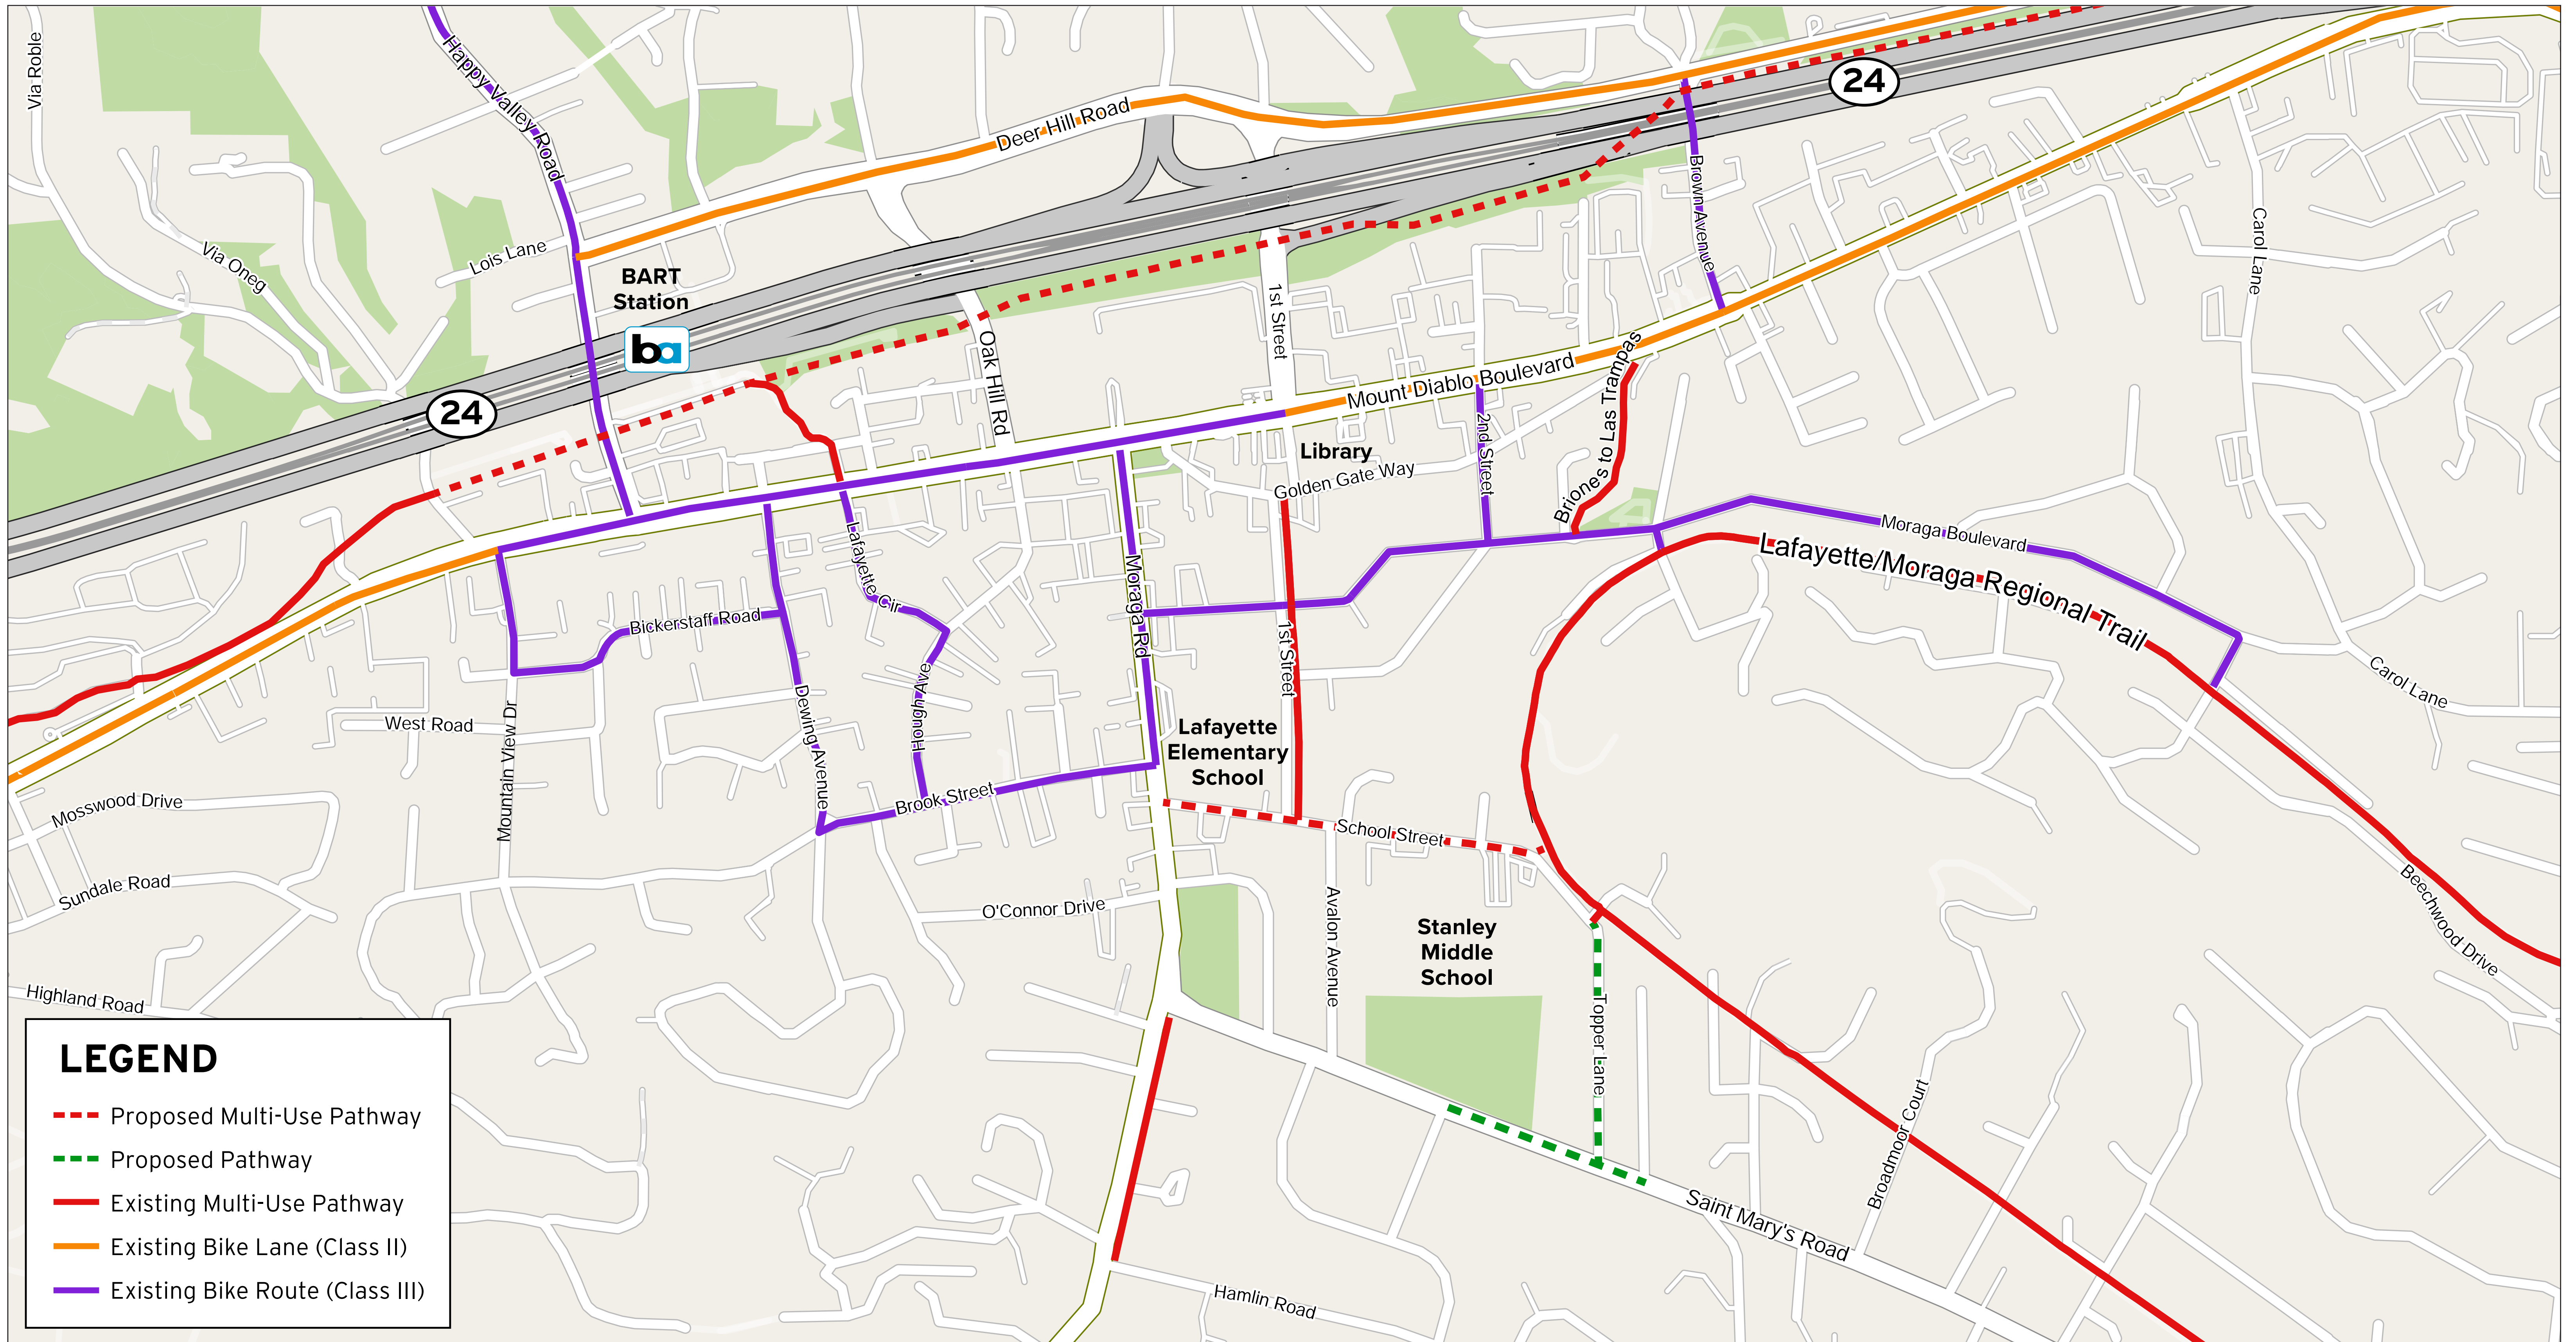 Via Roble
Happy Valley Road
Deer Hill Road
24
Brown Avenue
Via Oneg
Lois Lane
BART
Station
ba
Carol Lane
24
Oak Hill Rd
1st Street
Mount Diablo Boulevard
Briones to Las Trampas
2nd Street
Library
Golden Gate Way
Moraga Boulevard
Lafayette/Moraga Regional Trail
Lafayette Cir
Moraga Rd
Bickerstaff Road
1st Street
Hough Ave
Carol Lane
West Road
Mountain View Dr
Dewing Avenue
Lafayette
Elementary
School
Brook Street
Mosswood Drive
School Street
Sundale Road
O'Connor Drive
Avalon Avenue
Stanley
Middle
School
Beechwood Drive
Highland Road
Topper Lane
Broadmoor Court
Saint Mary's Road
Hamlin Road
LEGEND
Proposed Multi-Use Pathway
Proposed Pathway
Existing Multi-Use Pathway
Existing Bike Lane (Class II)
Existing Bike Route (Class III)